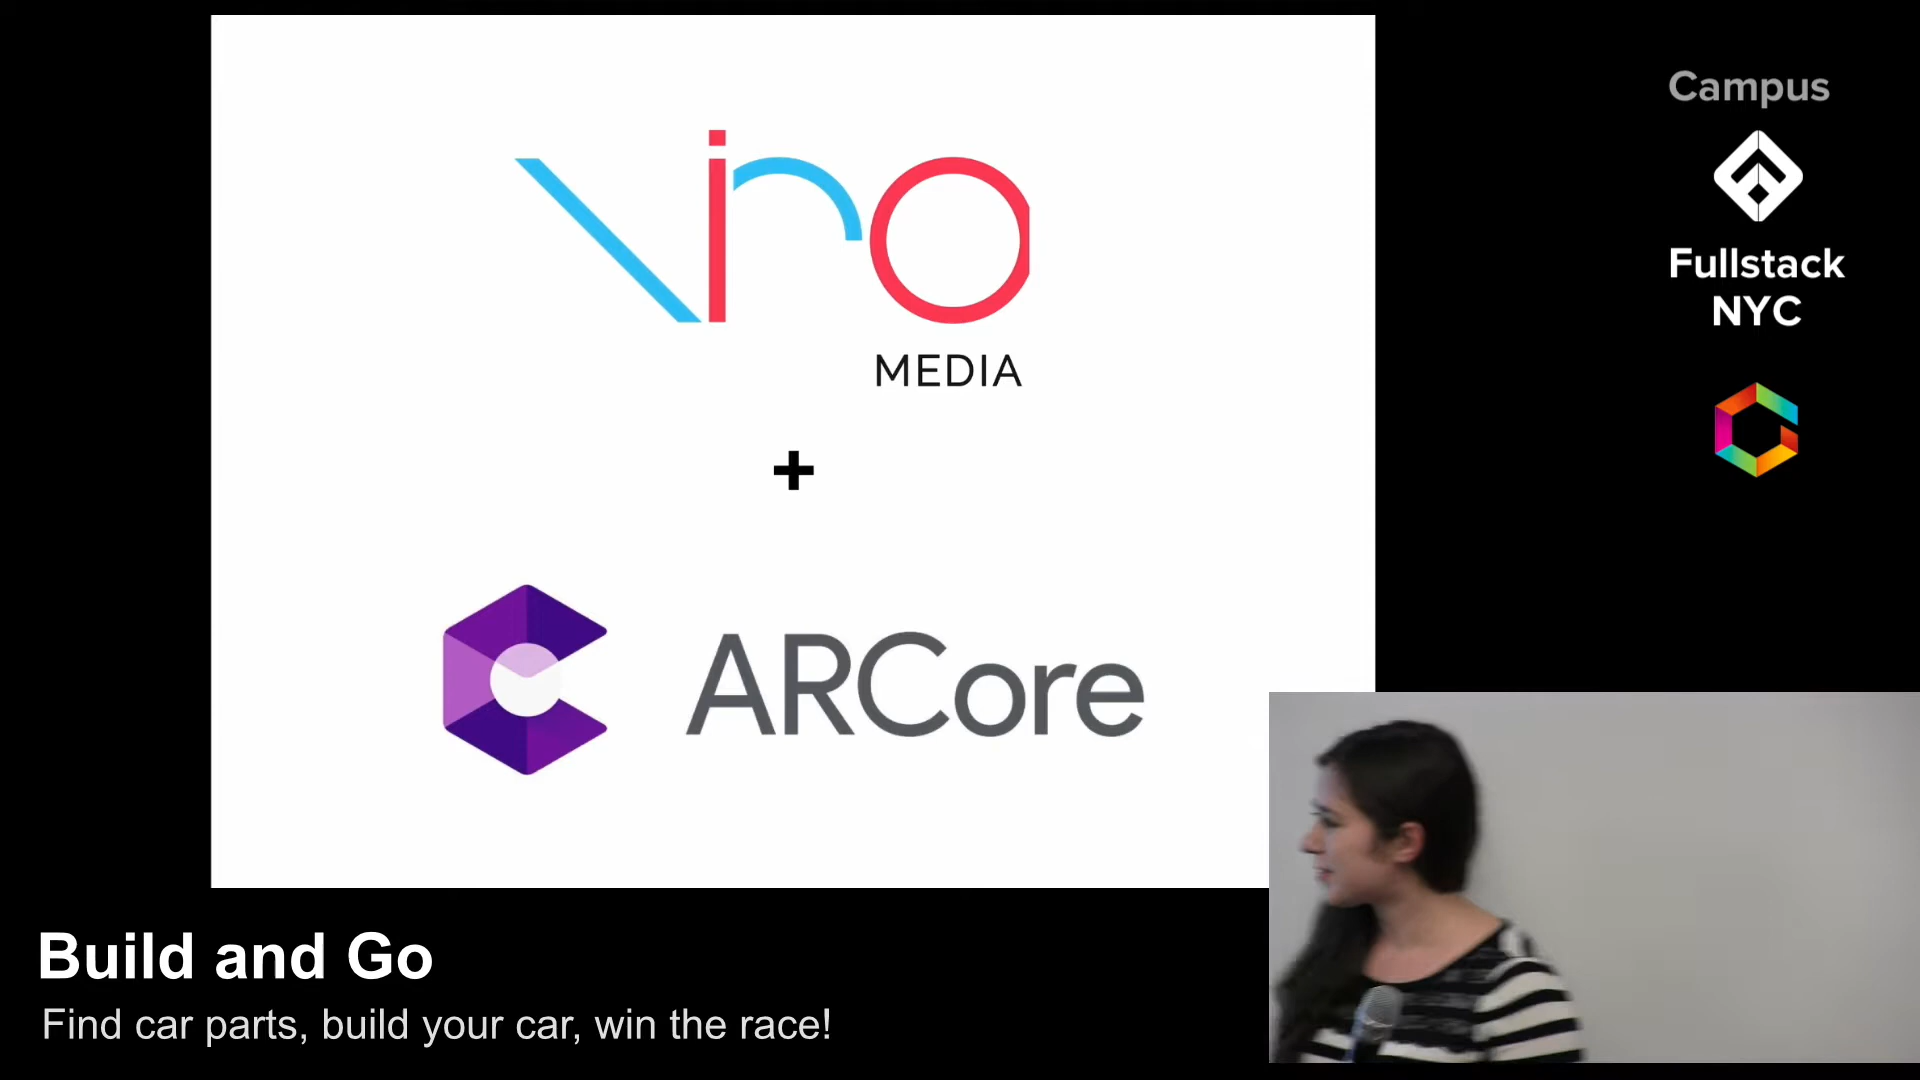 Viro
MEDIA
+
ARCore
Campus
Fullstack
NYC
Build and Go
Find car parts, build your car, win the race!